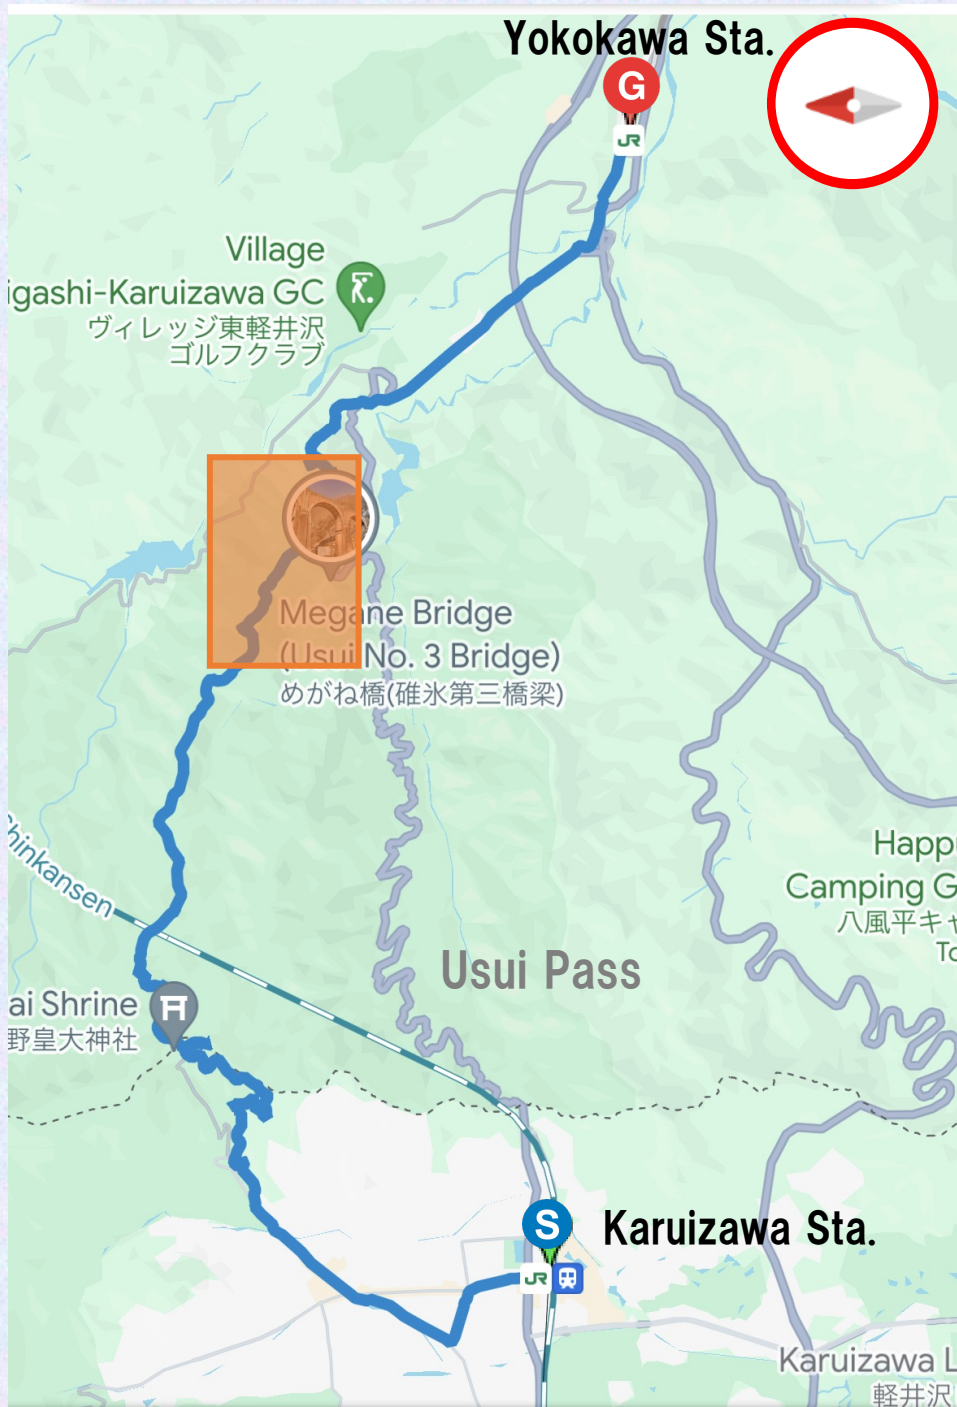 Yokokawa Sta.
G
JR
Village
igashi-Karuizawa GC
ヴィレッジ東軽井沢
ゴルフクラブ
Megane Bridge
(Usui No. 3 Bridge)
めがね橋(碓氷第三橋梁)
Shinkansen
Happu
Camping G
八風平キャ
To
Usui Pass
ai Shrine
野皇大神社
S
Karuizawa Sta.
JR
Karuizawa L
軽井沢